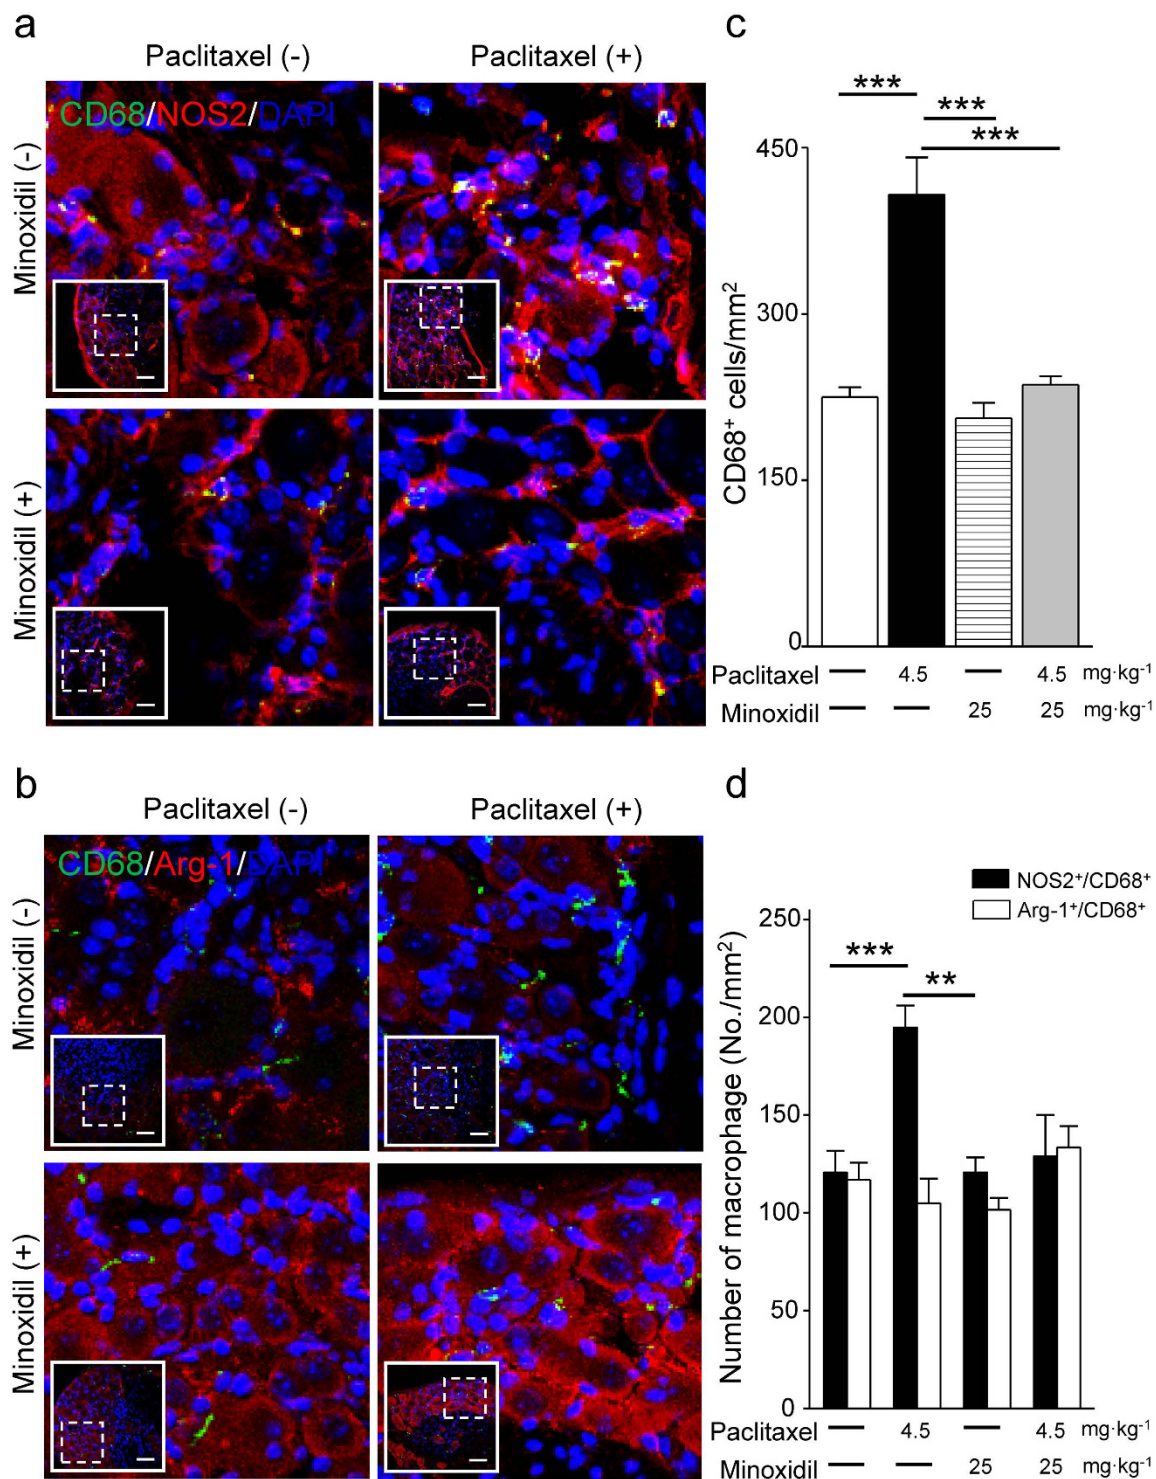 a
Paclitaxel (-)
Paclitaxel (+)
CD68/NOS2/DAPI
Minoxidil (-)
Minoxidil (+)
c
***
***
***
CD68⁺ cells/mm²
450
300
150
0
Paclitaxel — 4.5 — 4.5 mg·kg⁻¹
Minoxidil — — 25 25 mg·kg⁻¹
b
Paclitaxel (-)
Paclitaxel (+)
CD68/Arg-1/DAPI
Minoxidil (-)
Minoxidil (+)
d
NOS2⁺/CD68⁺
Arg-1⁺/CD68⁺
***
**
Number of macrophage (No./mm²)
250
200
150
100
50
0
Paclitaxel — 4.5 — 4.5 mg·kg⁻¹
Minoxidil — — 25 25 mg·kg⁻¹